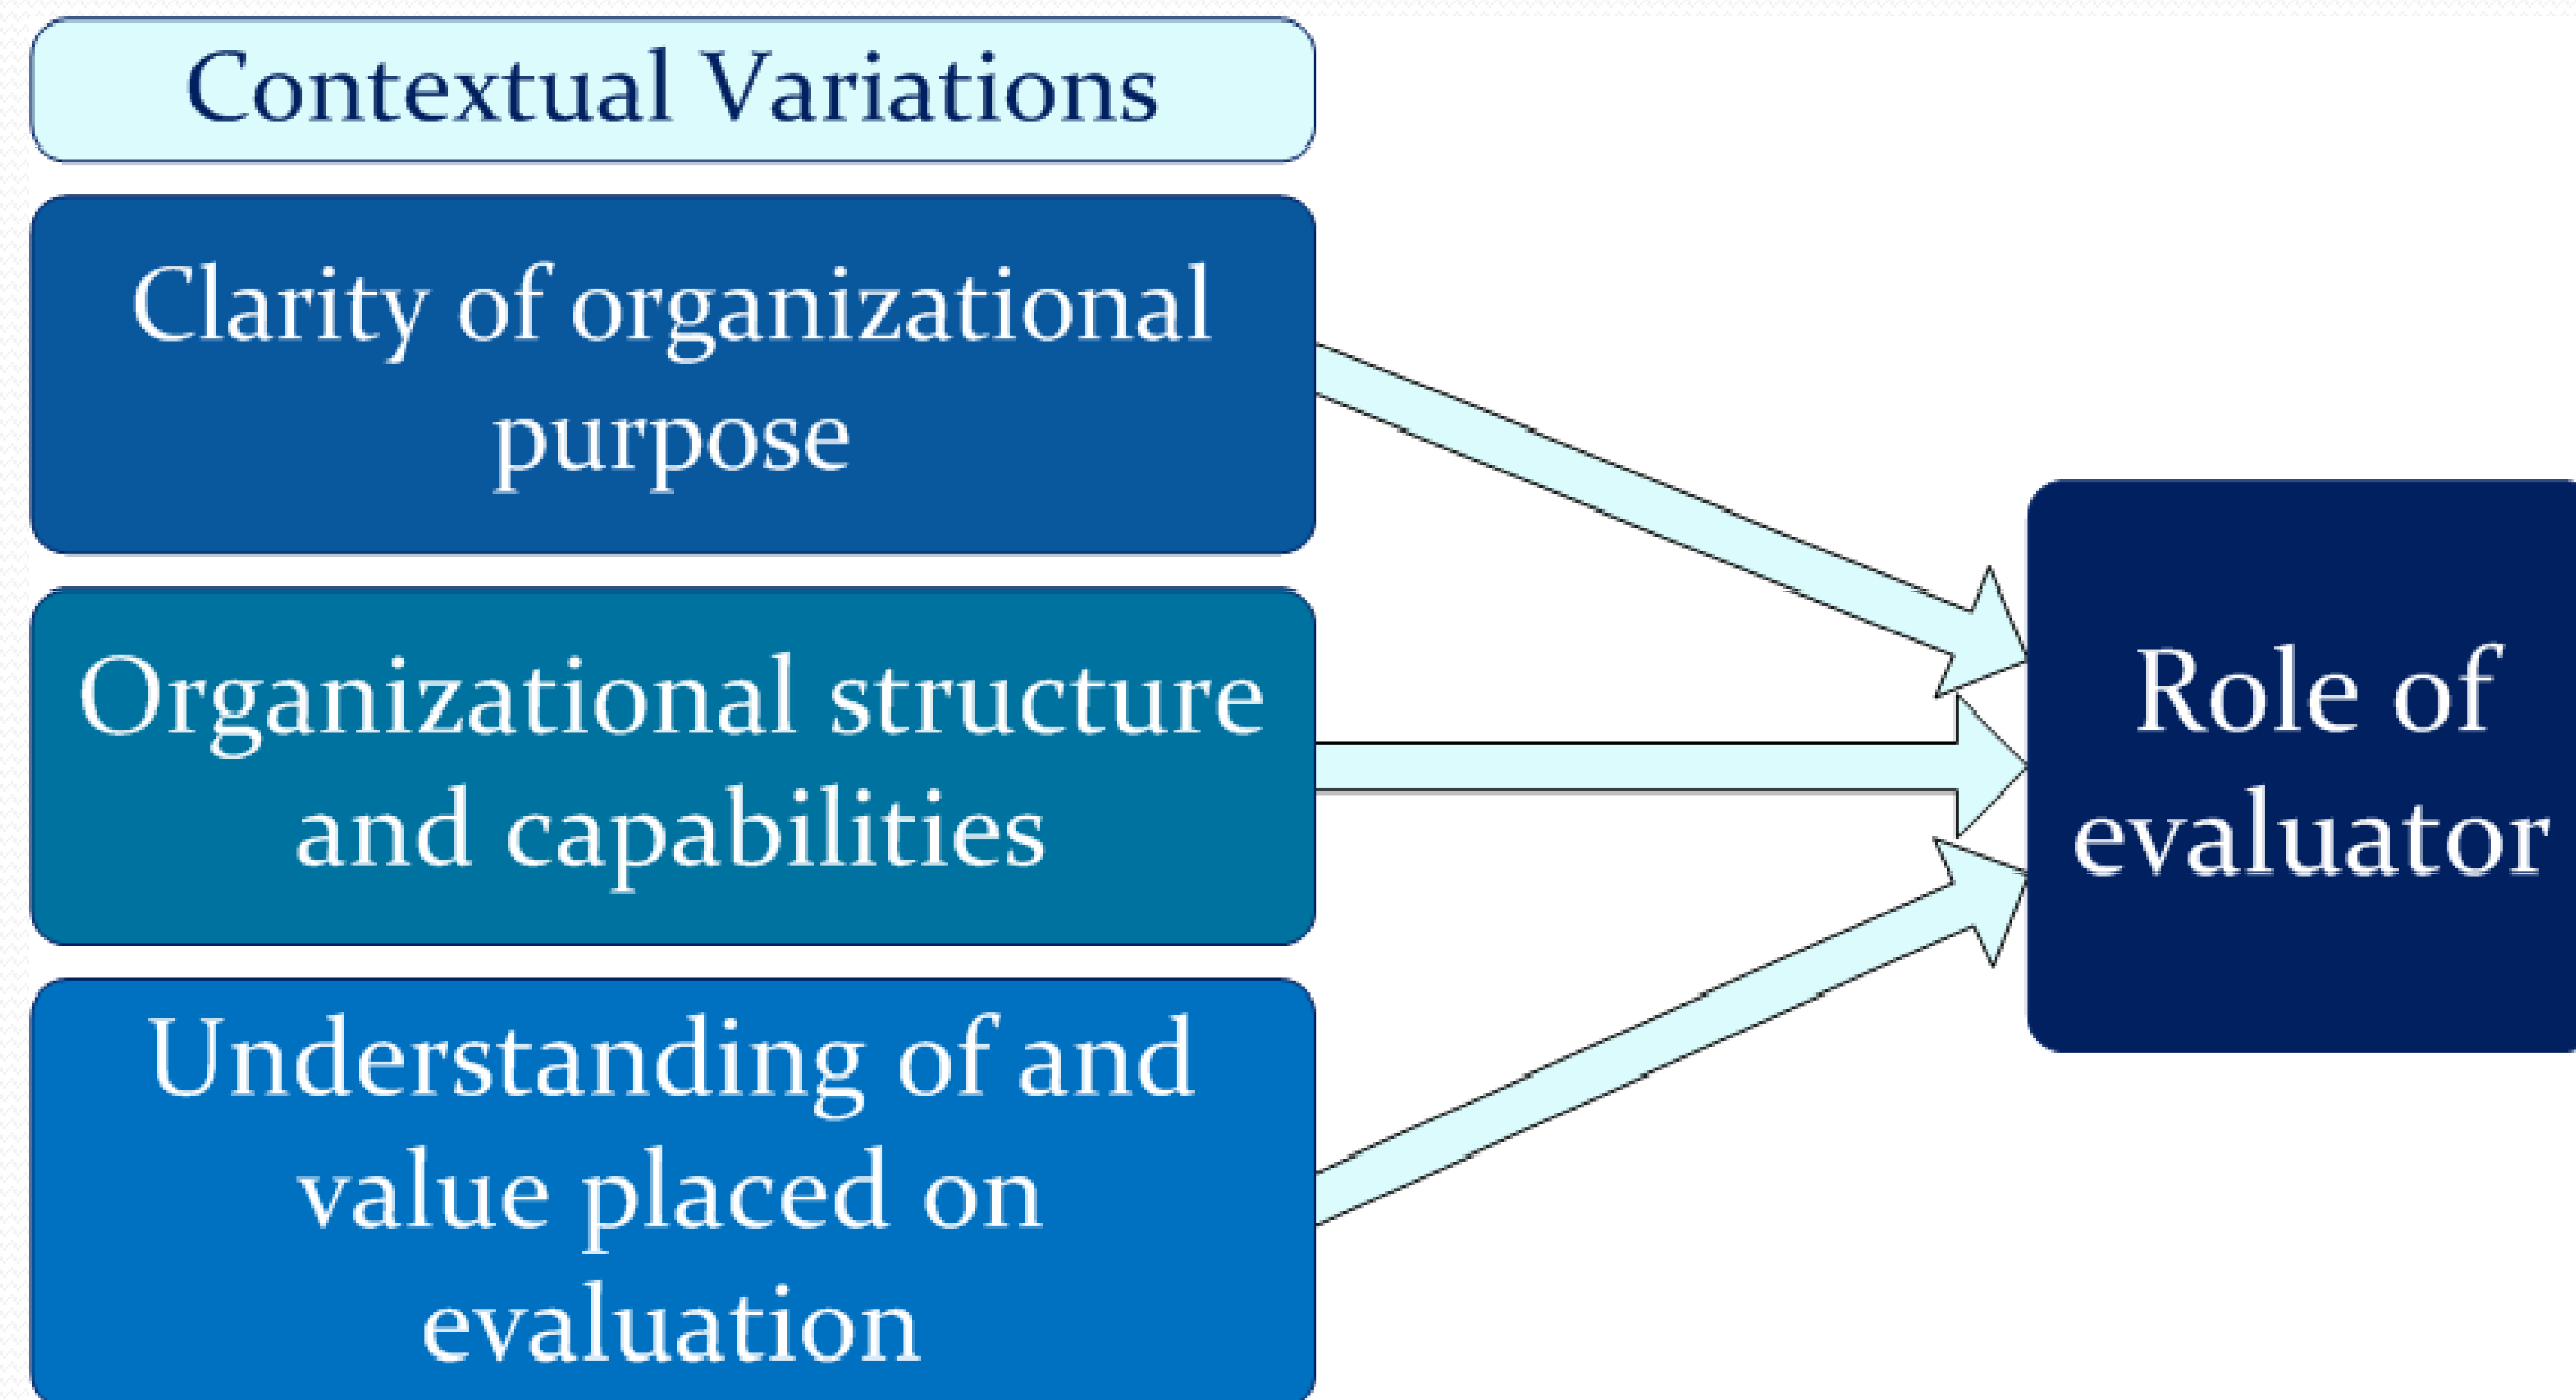 Contextual Variations
Clarity of organizational
purpose
Organizational structure
and capabilities
Understanding of and
value placed on
evaluation
Role of
evaluator